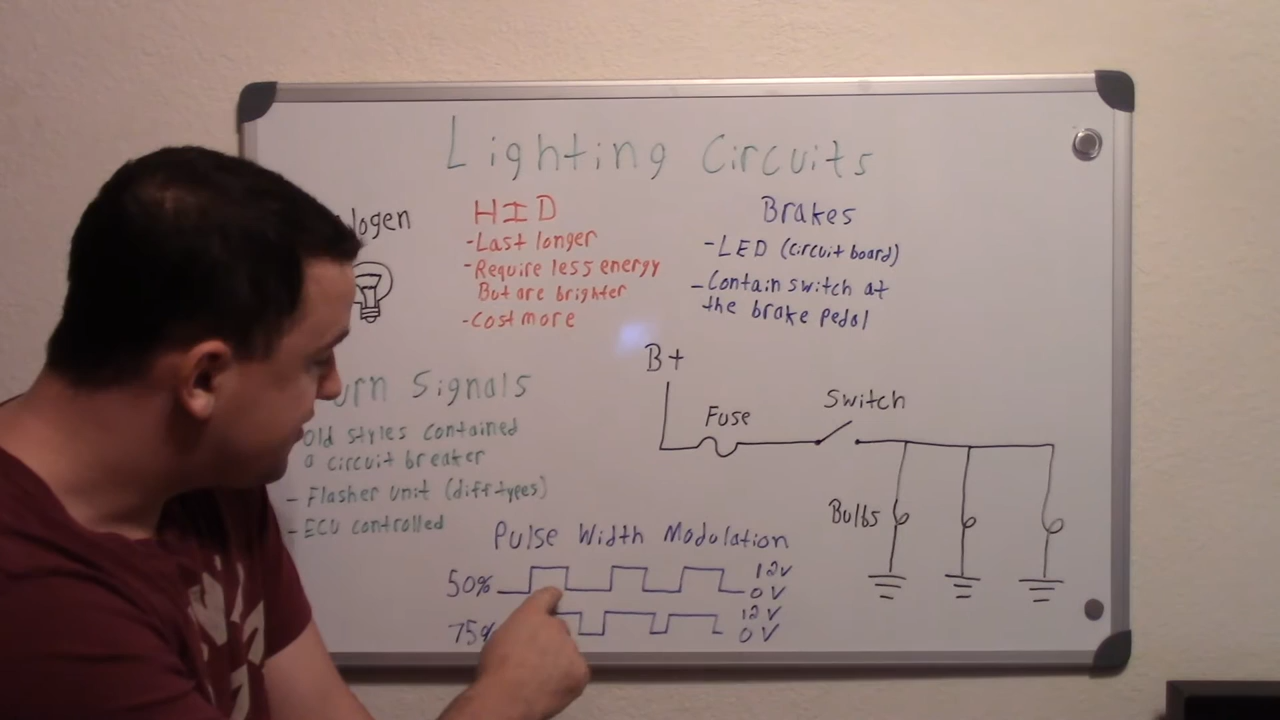 Lighting Circuits
logen
HID
-Last longer
-Require less energy
But are brighter
-Cost more
Brakes
-LED (circuit board)
-Contain switch at
the brake pedal
urn Signals
Old styles contained
a circuit breaker
- Flasher Unit (diff types)
- ECU controlled
B+
Fuse
Switch
Bulbs
Pulse Width Modulation
50% 12v
0V
75% 12V
0V